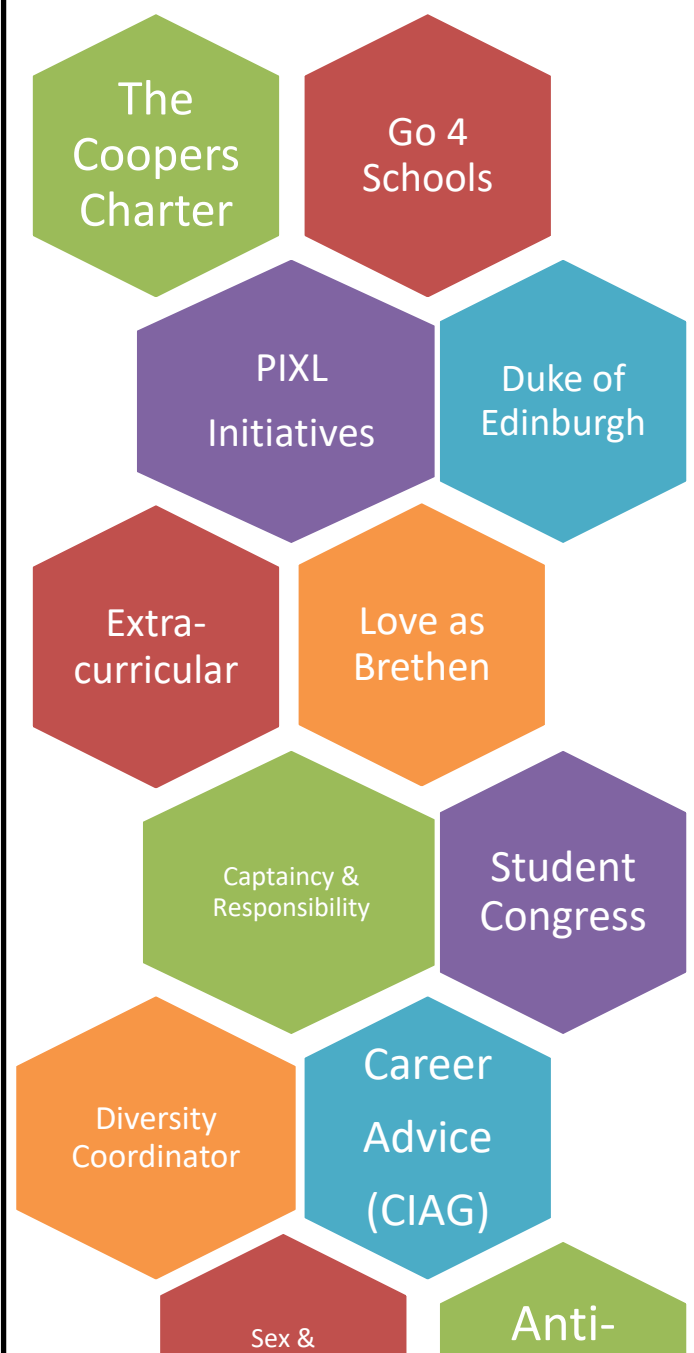 The
Coopers
Charter
Go 4
Schools
PIXL
Initiatives
Duke of
Edinburgh
Extra-
curricular
Love as
Brethen
Captaincy &
Responsibility
Student
Congress
Diversity
Coordinator
Career
Advice
(CIAG)
Sex &
Anti-